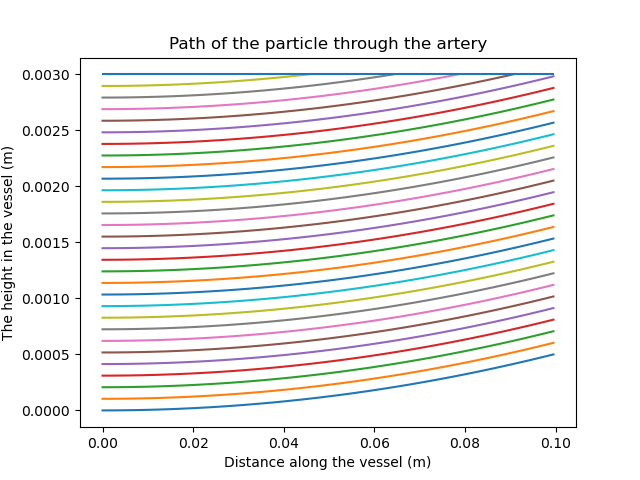 Path of the particle through the artery
The height in the vessel (m)
0.0030
0.0025
0.0020
0.0015
0.0010
0.0005
0.0000
0.00 0.02 0.04 0.06 0.08 0.10
Distance along the vessel (m)